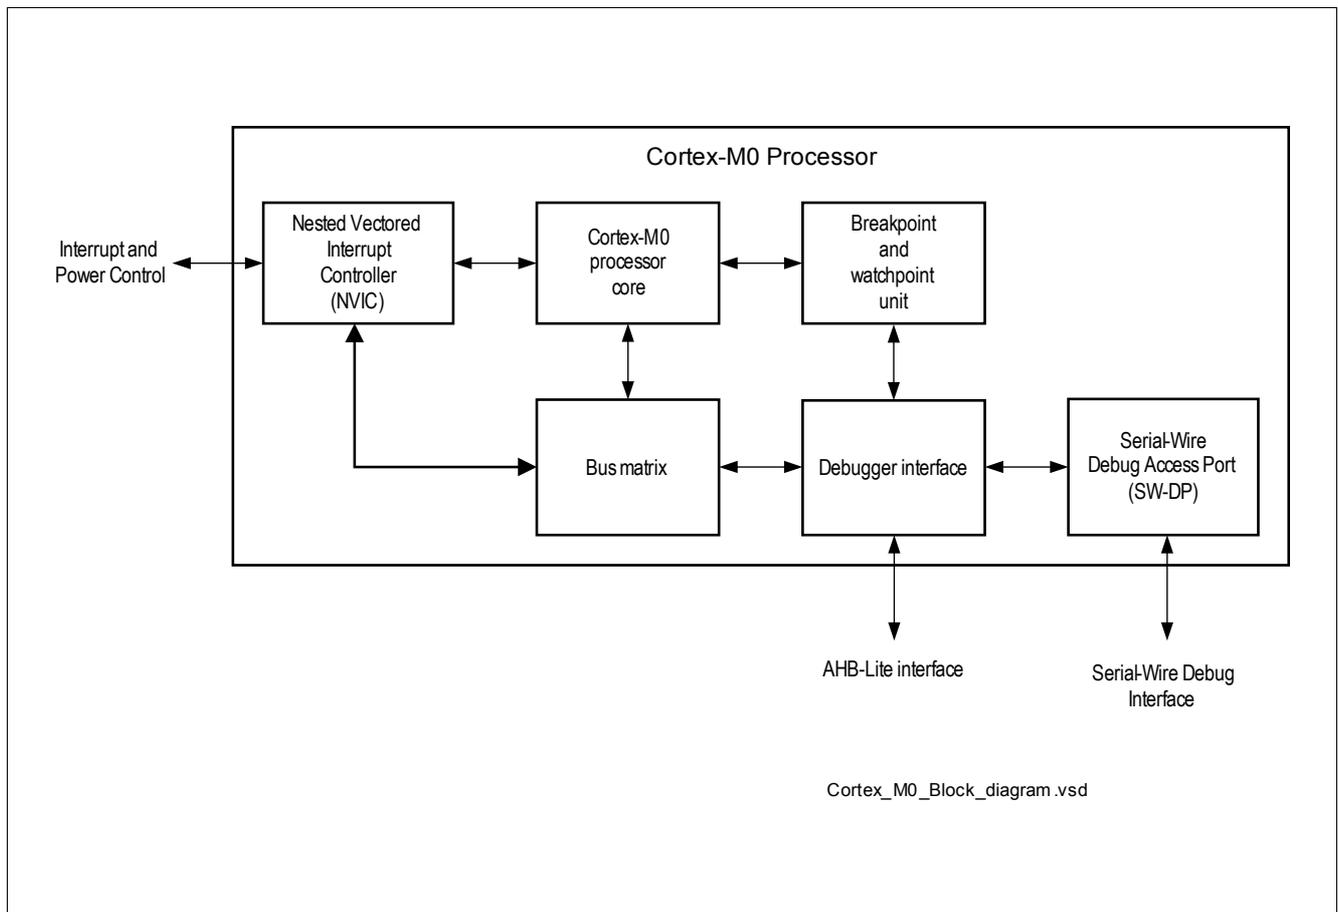 Cortex-M0 Processor
Interrupt and
Power Control
Nested Vectored
Interrupt
Controller
(NVIC)
Cortex-M0
processor
core
Breakpoint
and
watchpoint
unit
Bus matrix
Debugger interface
Serial-Wire
Debug Access Port
(SW-DP)
AHB-Lite interface
Serial-Wire Debug
Interface
Cortex_M0_Block_diagram.vsd